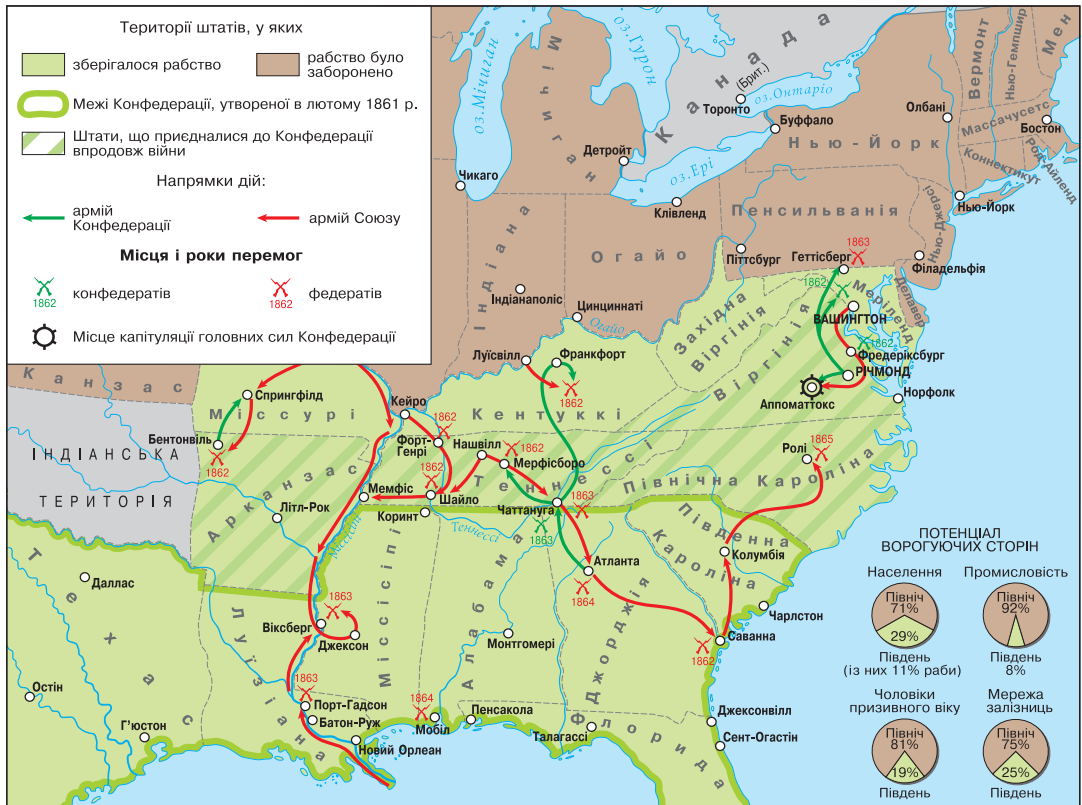 Території штатів, у яких
зберігалося рабство
рабство було
заборонено
Межі Конфедерації, утвореної в лютому 1861 р.
Штати, що приєдналися до Конфедерації
впродовж війни
Напрямки дій:
армій
Конфедерації
армій Союзу
Місця і роки перемог
1862
конфедератів
1862
федератів
Місце капітуляції головних сил Конфедерації
оз.Мічиган
Мічиган
оз.Гурон
Канада
(Брит.)
Торонто
оз.Онтаріо
Буффало
Олбані
Вермонт
Нью-Гемпшир
Мен
Массачусетс
Бостон
Коннектикут
Род-Айленд
Нью-Йорк
Нью-Йорк
Детройт
оз.Ері
Чикаго
Клівленд
Пенсильванія
Нью-Джерсі
Індіана
Огайо
Піттсбург
Геттісберг
1863
Філадельфія
Індіанаполіс
Цинциннаті
Огайо
1862
Меріленд
Делавер
ВАШИНГТОН
Західна
Віргінія
Віргінія
1862
Фредеріксбург
РІЧМОНД
Аппоматтокс
Норфолк
Луїсвілл
Франкфорт
1862
Канзас
Спрингфілд
Міссурі
Кейро
Кентуккі
Бентонвіль
1862
ІНДІАНСЬКА
ТЕРИТОРІЯ
1862
Форт-
Генрі
Нашвілл
1862
Мерфісборо
1865
Ролі
Арканзас
Літл-Рок
Мемфіс
1862
Шайло
Теннессі
Північна Кароліна
Чаттануга
1863
1863
Коринт
Теннессі
Міссісіпі
Південна
Кароліна
Колумбія
Атланта
1864
Чарлстон
Саванна
1862
Техас
Даллас
Остін
Г'юстон
Луїзіана
1863
Віксберг
Джексон
Міссісіпі
Алабама
Монтгомері
Джорджія
1863
Порт-Гадсон
Батон-Руж
Новий Орлеан
1864
Мобіл
Пенсакола
Талагассі
Флорида
Джексонвілл
Сент-Огастін
ПОТЕНЦІАЛ
ВОРОГУЮЧИХ СТОРІН
Населення
Північ
71%
29%
Південь
(із них 11% раби)
Промисловість
Північ
92%
Південь
8%
Чоловіки
призивного віку
Північ
81%
19%
Південь
Мережа
залізниць
Північ
75%
25%
Південь